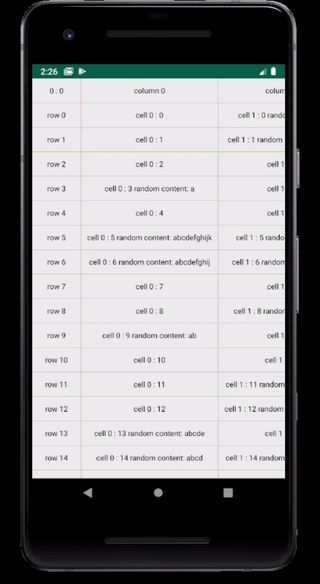 2:26
0 : 0 column 0 colum
row 0 cell 0 : 0 cell 1 : 0 rando
row 1 cell 0 : 1 cell 1 : 1 random
row 2 cell 0 : 2 cell 1
row 3 cell 0 : 3 random content: a cell 1
row 4 cell 0 : 4 cell 1
row 5 cell 0 : 5 random content: abcdefghijk cell 1 : 5 rando
row 6 cell 0 : 6 random content: abcdefghij cell 1 : 6 random
row 7 cell 0 : 7 cell 1
row 8 cell 0 : 8 cell 1 : 8 random
row 9 cell 0 : 9 random content: ab cell 1
row 10 cell 0 : 10 cell 1
row 11 cell 0 : 11 cell 1 : 11 random
row 12 cell 0 : 12 cell 1 : 12 random
row 13 cell 0 : 13 random content: abcde cell 1
row 14 cell 0 : 14 random content: abcd cell 1 : 14 random